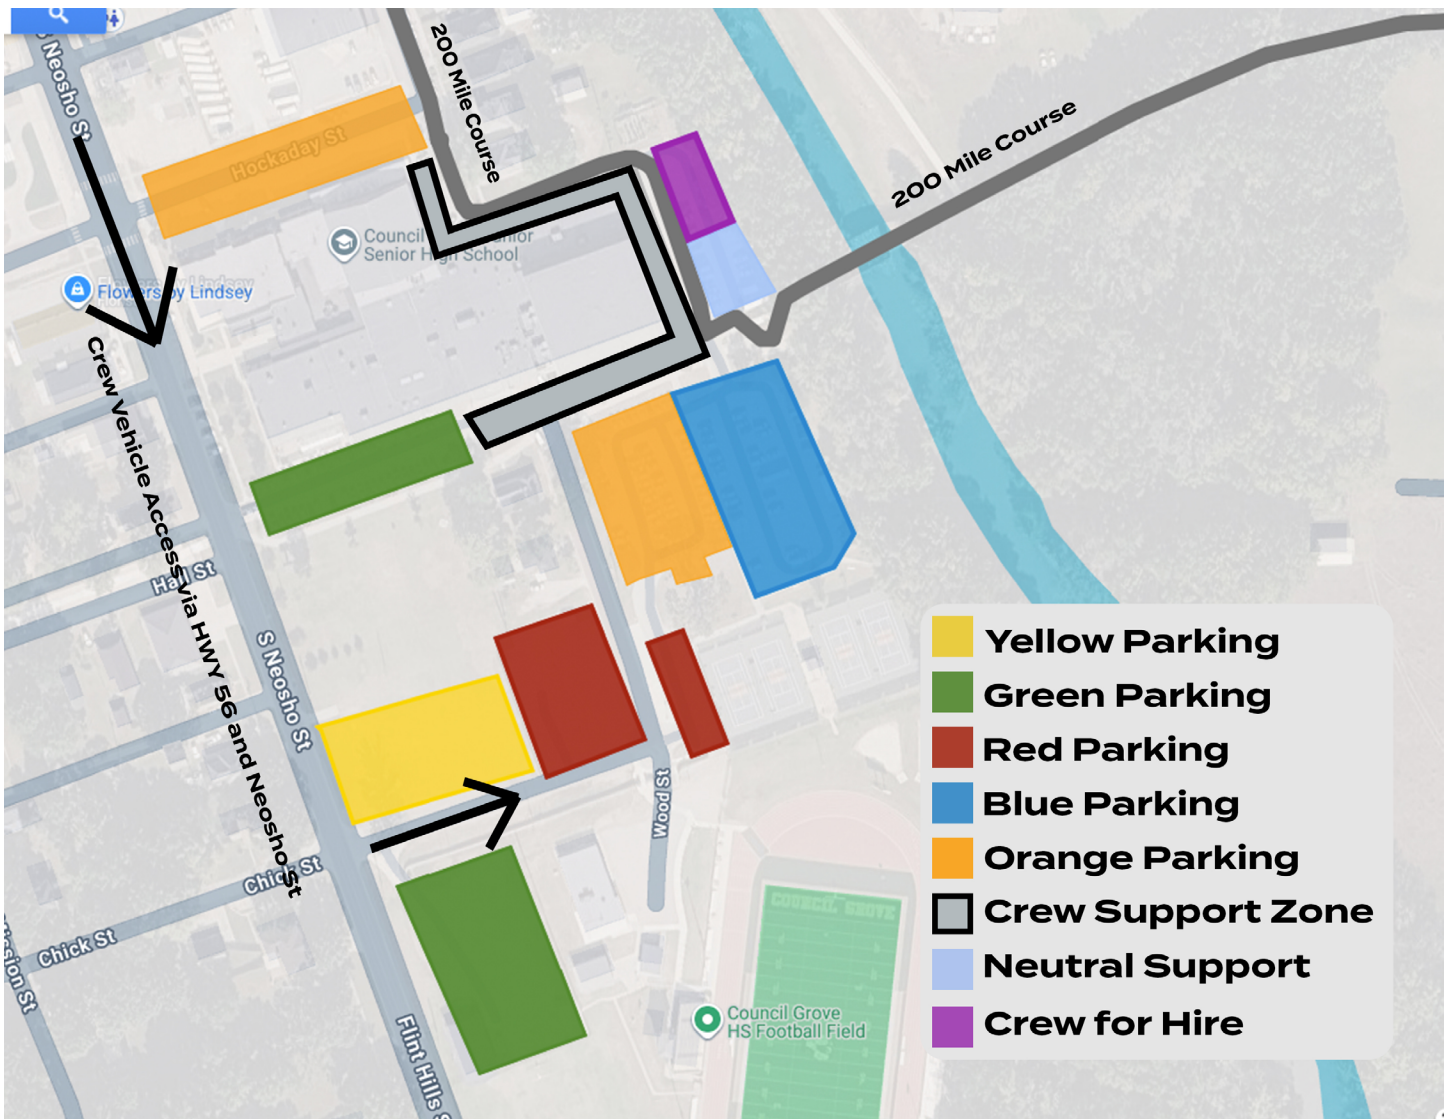 S Neosho St
200 Mile Course
Hockaday St
200 Mile Course
Council
Junior
Senior High School
Flowers by Lindsey
Crew Vehicle Access via HWY 56 and Neosho St
Hall St
S Neosho St
Yellow Parking
Green Parking
Red Parking
Blue Parking
Orange Parking
Crew Support Zone
Neutral Support
Crew for Hire
Wood St
Chick St
Chick St
COUNCIL GROVE
Council Grove
HS Football Field
Flint Hills